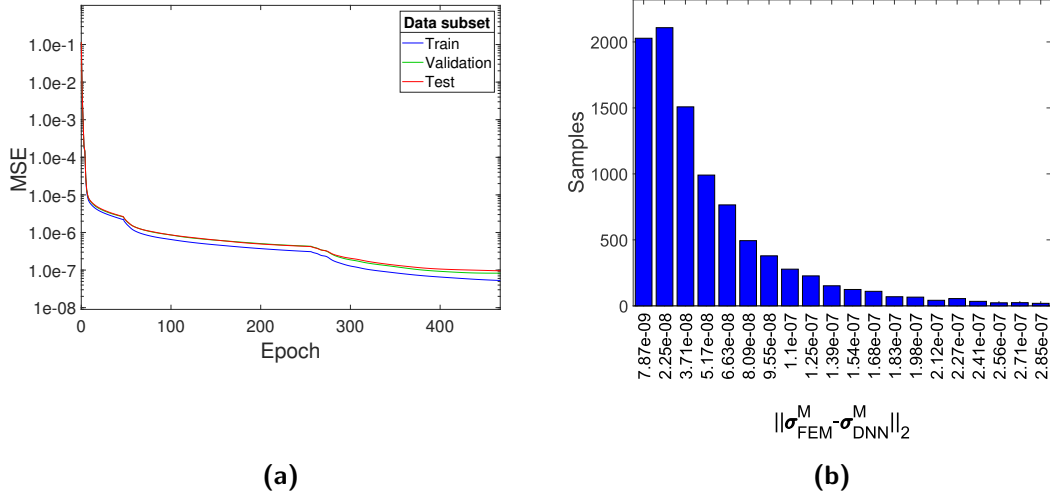 Data subset
Train
Validation
Test
1.0e-1
1.0e-2
1.0e-3
1.0e-4
1.0e-5
1.0e-6
1.0e-7
1e-08
MSE
0 100 200 300 400
Epoch
(a)
2000
1500
1000
500
0
Samples
7.87e-09
2.25e-08
3.71e-08
5.17e-08
6.63e-08
8.09e-08
9.55e-08
1.1e-07
1.25e-07
1.39e-07
1.54e-07
1.68e-07
1.83e-07
1.98e-07
2.12e-07
2.27e-07
2.41e-07
2.56e-07
2.71e-07
2.85e-07
||σ^M_FEM-σ^M_DNN||_2
(b)